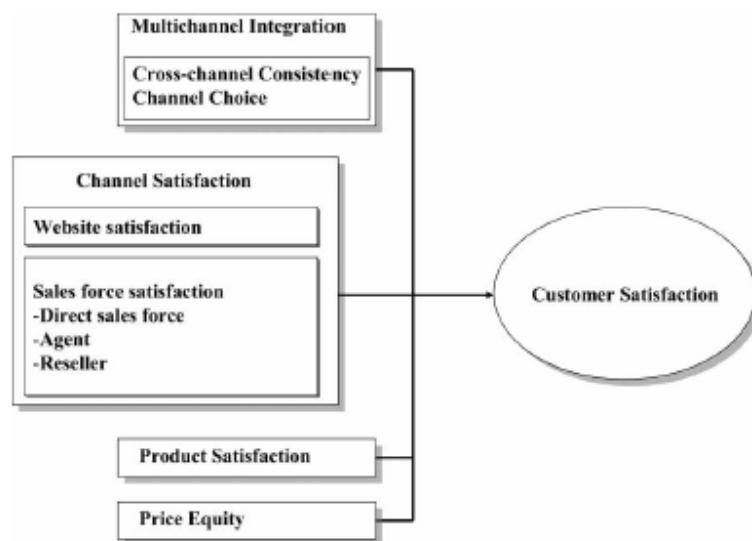 Multichannel Integration
Cross-channel Consistency
Channel Choice
Channel Satisfaction
Website satisfaction
Sales force satisfaction
-Direct sales force
-Agent
-Reseller
Customer Satisfaction
Product Satisfaction
Price Equity